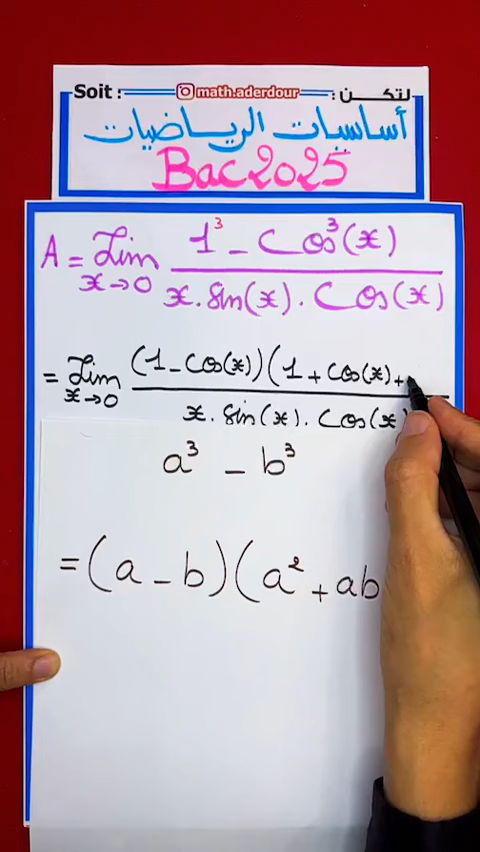 Soit : math.aderdour لتكن :
أساسيات الرياضيات
Bac2025
A = Lim x→0 (1³ - Cos³(x)) / (x . Sin(x) . Cos(x))
= Lim x→0 (1 - Cos(x))(1 + Cos(x) + / (x . Sin(x) . Cos(x
a³ - b³
= (a - b)(a² + ab